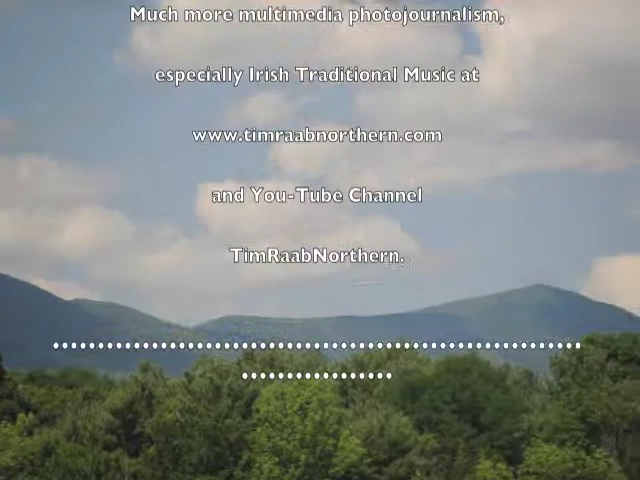 Much more multimedia photojournalism,
especially Irish Traditional Music at
www.timraabnorthern.com
and You-Tube Channel
TimRaabNorthern.
...........................................................
.................